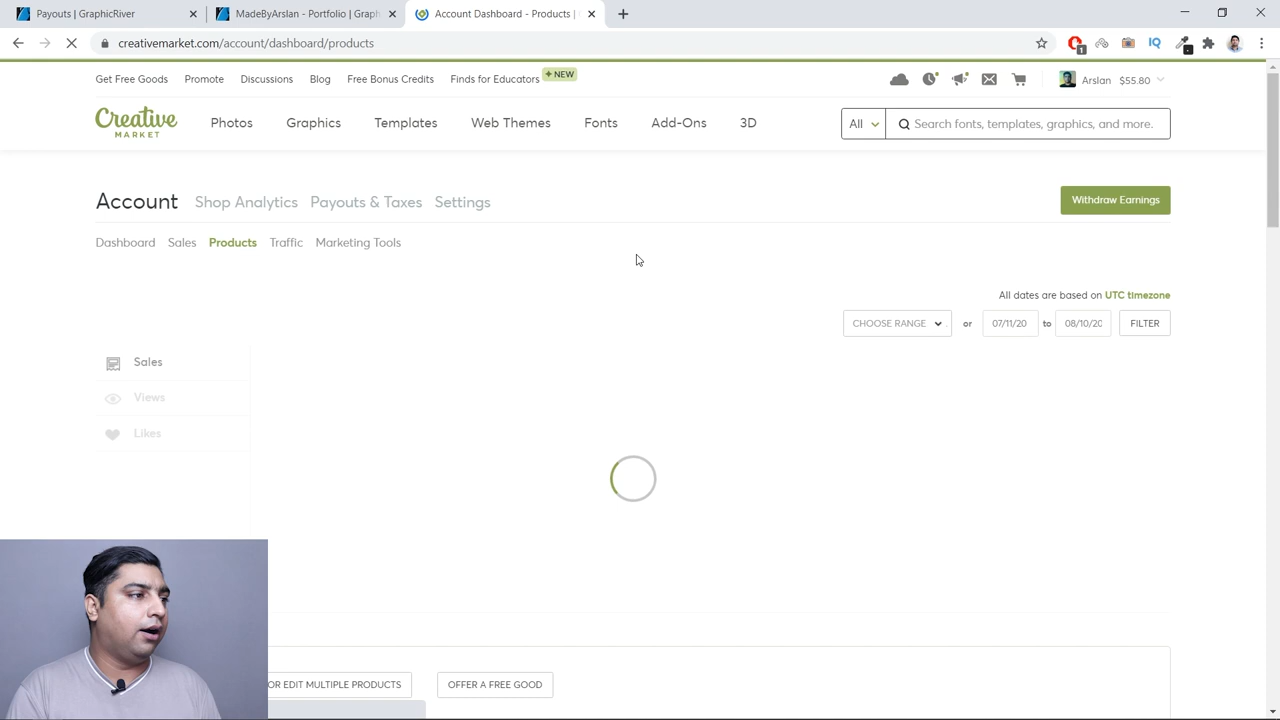 Payouts | GraphicRiver
MadeByArslan - Portfolio | Graph
Account Dashboard - Products |
creativemarket.com/account/dashboard/products
1
IQ
Get Free Goods Promote Discussions Blog Free Bonus Credits Finds for Educators + NEW
Arslan $55.80
Creative
MARKET
Photos Graphics Templates Web Themes Fonts Add-Ons 3D
All
Search fonts, templates, graphics, and more.
Account Shop Analytics Payouts & Taxes Settings
Withdraw Earnings
Dashboard Sales Products Traffic Marketing Tools
All dates are based on UTC timezone
CHOOSE RANGE or 07/11/20 to 08/10/20 FILTER
Sales
Views
Likes
OR EDIT MULTIPLE PRODUCTS
OFFER A FREE GOOD